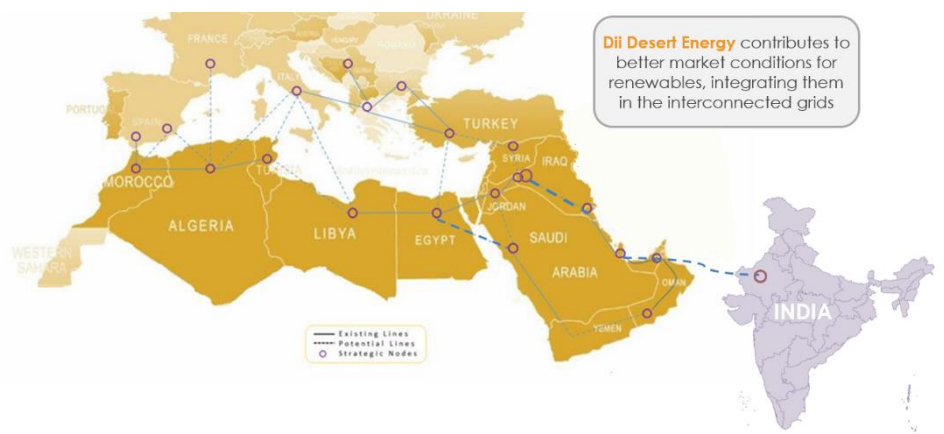 UKRAINE
FRANCE
HUNGARY
ITALY
PORTUG
SPAIN
TURKEY
SYRIA
IRAQ
TUNISIA
MOROCCO
JORDAN
ALGERIA
LIBYA
EGYPT
SAUDI
ARABIA
WESTERN
SAHARA
OMAN
YEMEN
INDIA
Existing Lines
Potential Lines
Strategic Nodes
Dii Desert Energy contributes to
better market conditions for
renewables, integrating them
in the interconnected grids